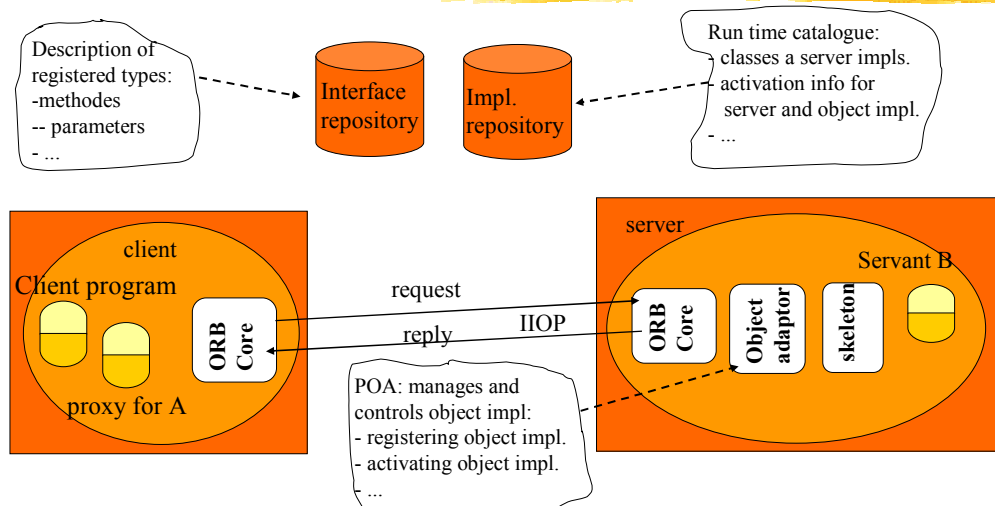 Description of
registered types:
-methodes
-- parameters
- ...
Interface
repository
Impl.
repository
Run time catalogue:
- classes a server impls.
- activation info for
server and object impl.
- ...
client
Client program
proxy for A
ORB
Core
request
reply
IIOP
server
Servant B
ORB
Core
Object
adaptor
skeleton
POA: manages and
controls object impl:
- registering object impl.
- activating object impl.
- ...